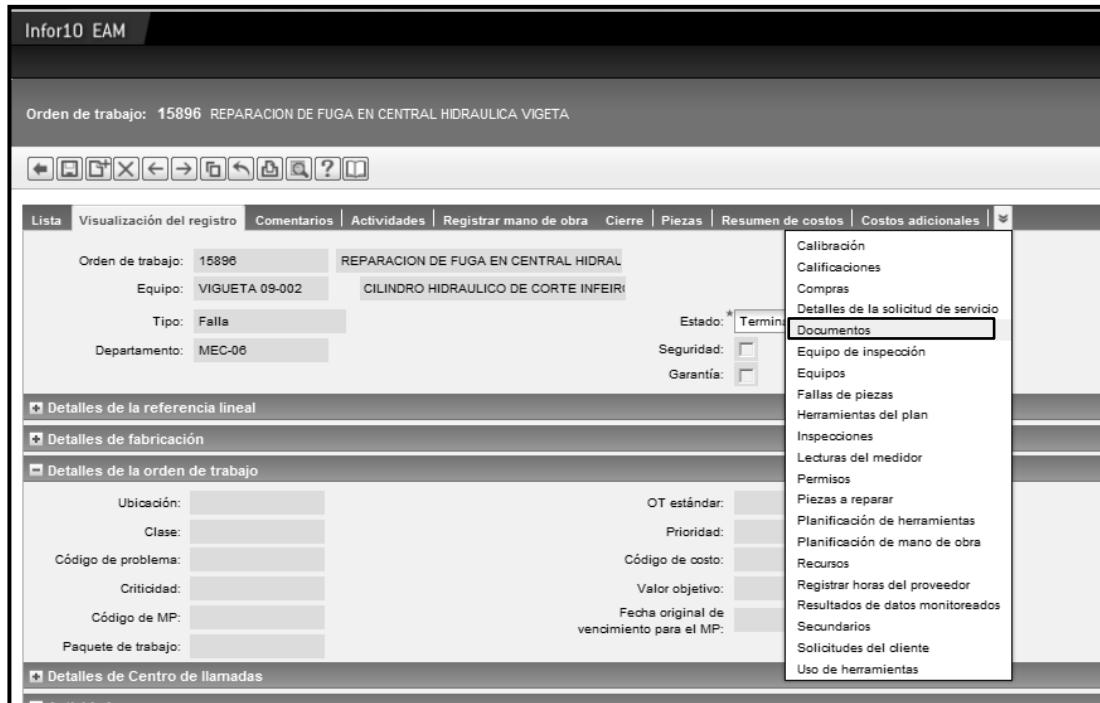 Infor10 EAM
Orden de trabajo: 15896 REPARACION DE FUGA EN CENTRAL HIDRAULICA VIGETA
Lista Visualización del registro Comentarios Actividades Registrar mano de obra Cierre Piezas Resumen de costos Costos adicionales
Orden de trabajo: 15896 REPARACION DE FUGA EN CENTRAL HIDRAL
Equipo: VIGUETA 09-002 CILINDRO HIDRAULICO DE CORTE INFEIR
Tipo: Falla
Estado: * Termin
Departamento: MEC-06
Seguridad:
Garantía:
Detalles de la referencia lineal
Detalles de fabricación
Detalles de la orden de trabajo
Ubicación:
OT estándar:
Clase:
Prioridad:
Código de problema:
Código de costo:
Criticidad:
Valor objetivo:
Código de MP:
Fecha original de
vencimiento para el MP:
Paquete de trabajo:
Detalles de Centro de llamadas
Calibración
Calificaciones
Compras
Detalles de la solicitud de servicio
Documentos
Equipo de inspección
Equipos
Fallas de piezas
Herramientas del plan
Inspecciones
Lecturas del medidor
Permisos
Piezas a reparar
Planificación de herramientas
Planificación de mano de obra
Recursos
Registrar horas del proveedor
Resultados de datos monitoreados
Secundarios
Solicitudes del cliente
Uso de herramientas